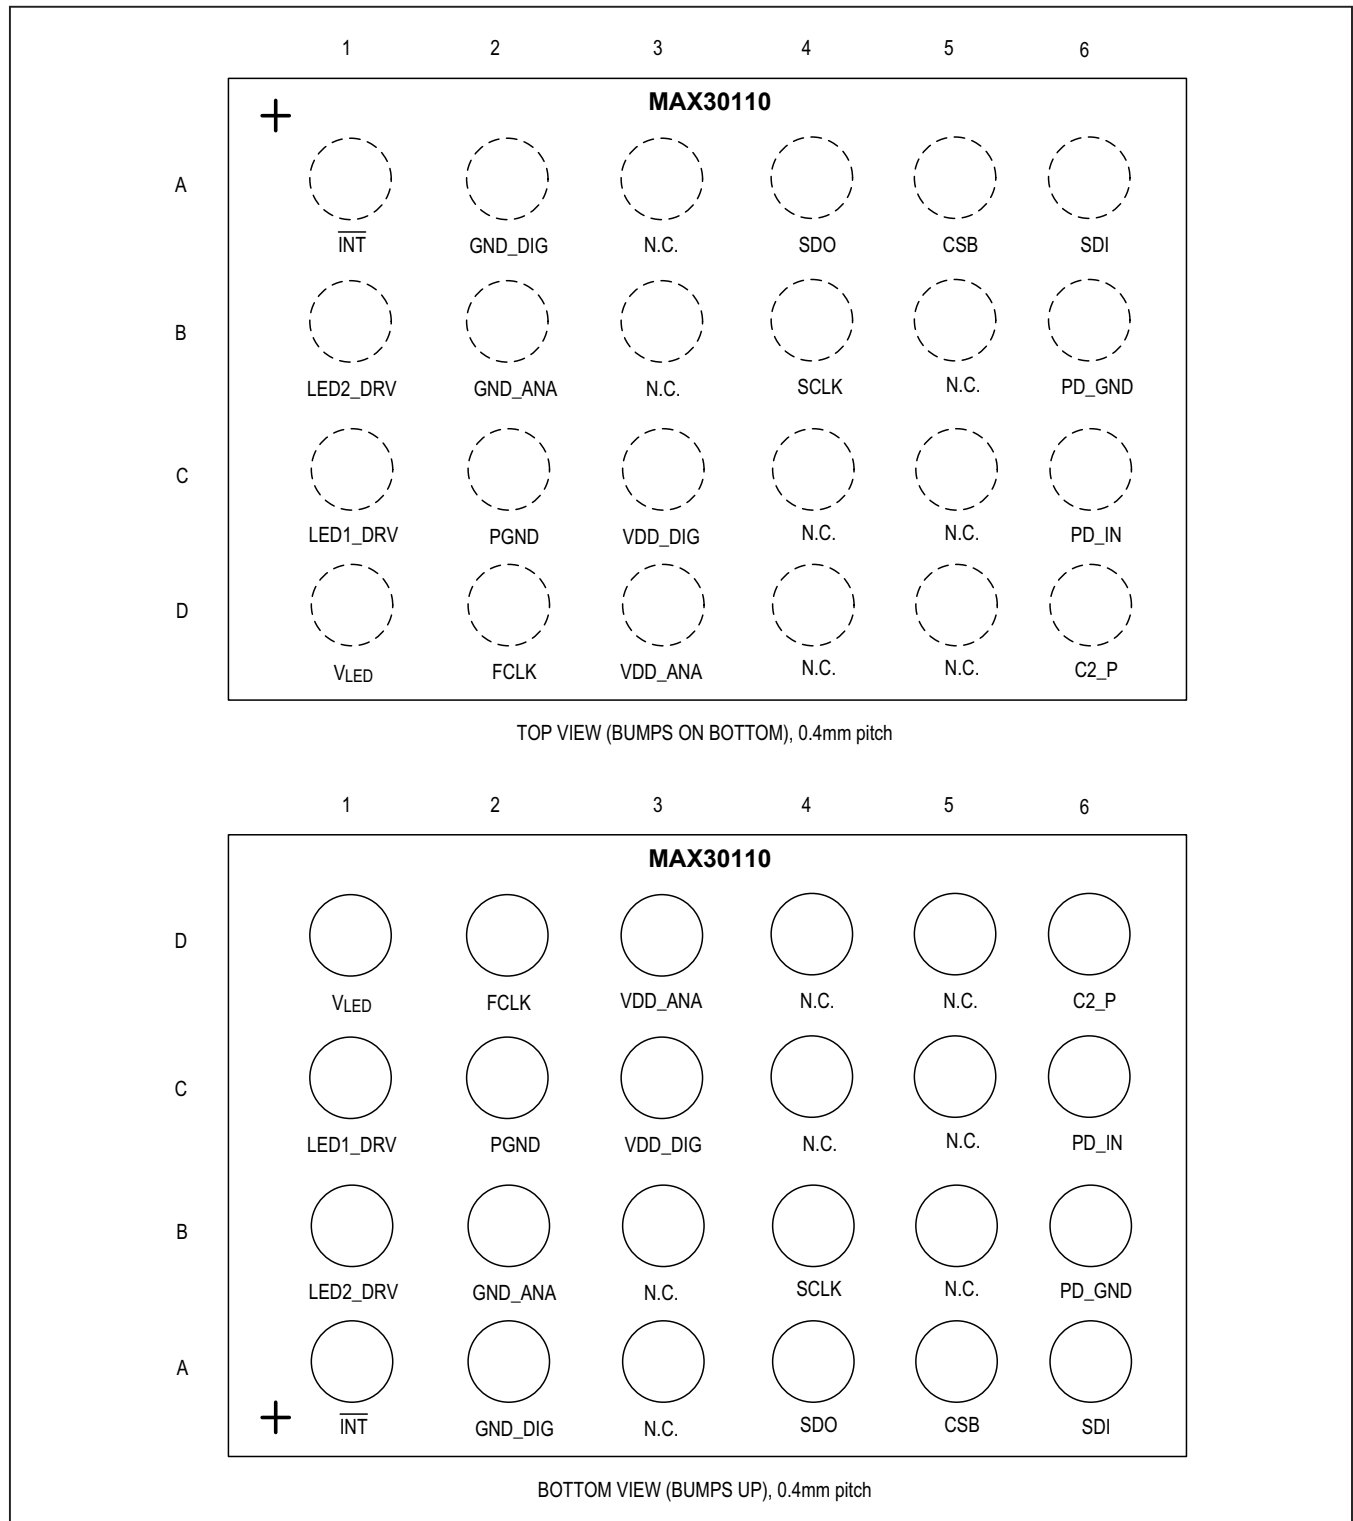 1 2 3 4 5 6
MAX30110
+
A
INT GND_DIG N.C. SDO CSB SDI
B
LED2_DRV GND_ANA N.C. SCLK N.C. PD_GND
C
LED1_DRV PGND VDD_DIG N.C. N.C. PD_IN
D
VLED FCLK VDD_ANA N.C. N.C. C2_P
TOP VIEW (BUMPS ON BOTTOM), 0.4mm pitch
1 2 3 4 5 6
MAX30110
D
VLED FCLK VDD_ANA N.C. N.C. C2_P
C
LED1_DRV PGND VDD_DIG N.C. N.C. PD_IN
B
LED2_DRV GND_ANA N.C. SCLK N.C. PD_GND
A
+
INT GND_DIG N.C. SDO CSB SDI
BOTTOM VIEW (BUMPS UP), 0.4mm pitch